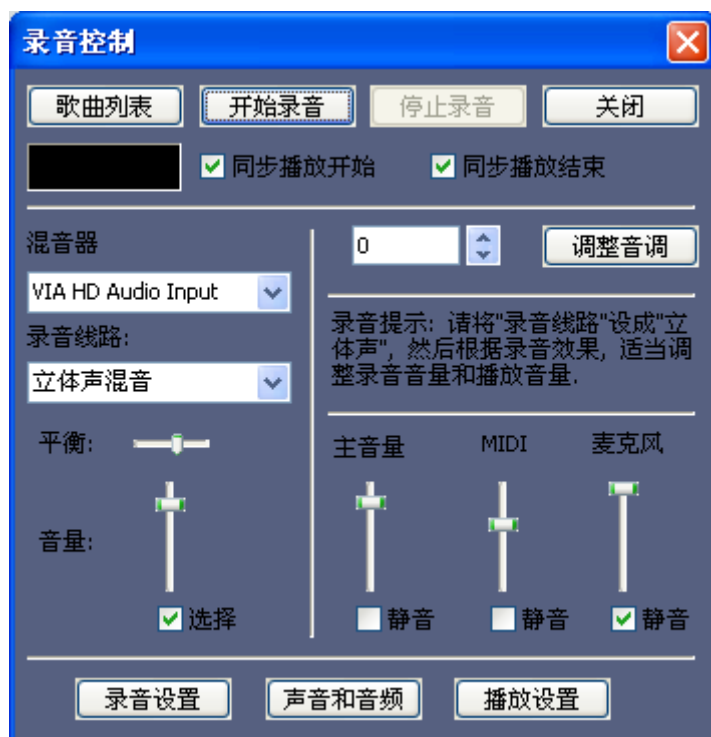 录音控制
歌曲列表 开始录音 停止录音 关闭
同步播放开始 同步播放结束
混音器
0 调整音调
VIA HD Audio Input
录音线路:
立体声混音
录音提示: 请将"录音线路"设成"立
体声", 然后根据录音效果, 适当调
整录音音量和播放音量.
平衡:
主音量 MIDI 麦克风
音量:
选择
静音 静音 静音
录音设置 声音和音频 播放设置